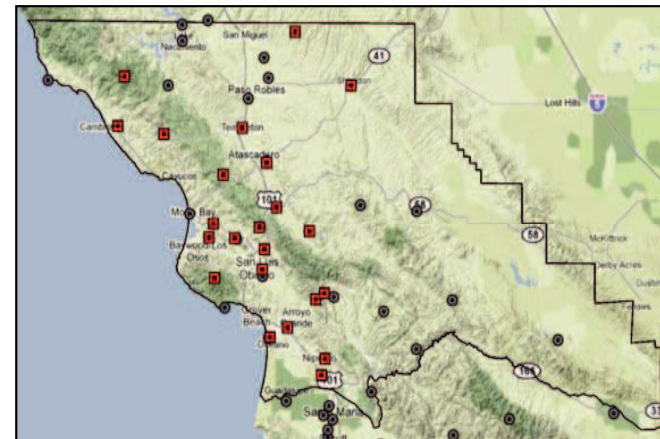 San Miguel
Nacimiento
41
Paso Robles
Shandon
Lost Hills
5
Cambria
Templeton
Atascadero
Cayucos
101
58
Morro Bay
58
McKittrick
Baywood-Los
Osos
San Luis
Obispo
Derby Acres
Fellows
Grover
Beach
Arroyo
Grande
Oceano
Nipomo
101
166
Guadalupe
Santa Maria
33